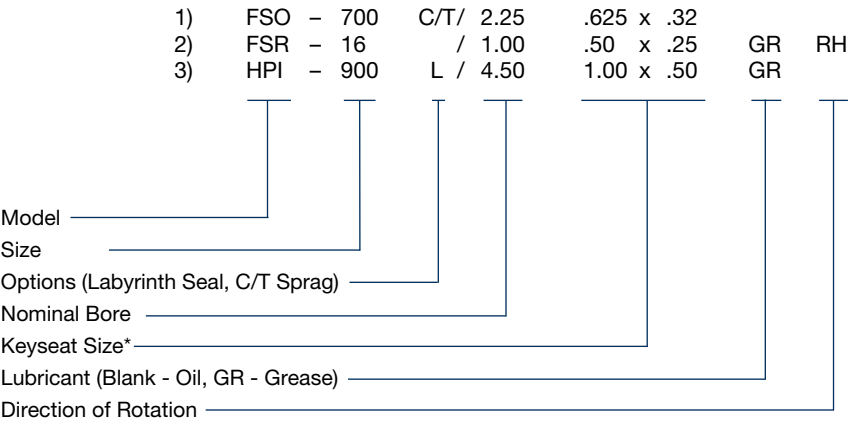 1) FSO – 700 C/T/ 2.25 .625 x .32
2) FSR – 16 / 1.00 .50 x .25 GR RH
3) HPI – 900 L / 4.50 1.00 x .50 GR
Model
Size
Options (Labyrinth Seal, C/T Sprag)
Nominal Bore
Keyseat Size*
Lubricant (Blank - Oil, GR - Grease)
Direction of Rotation